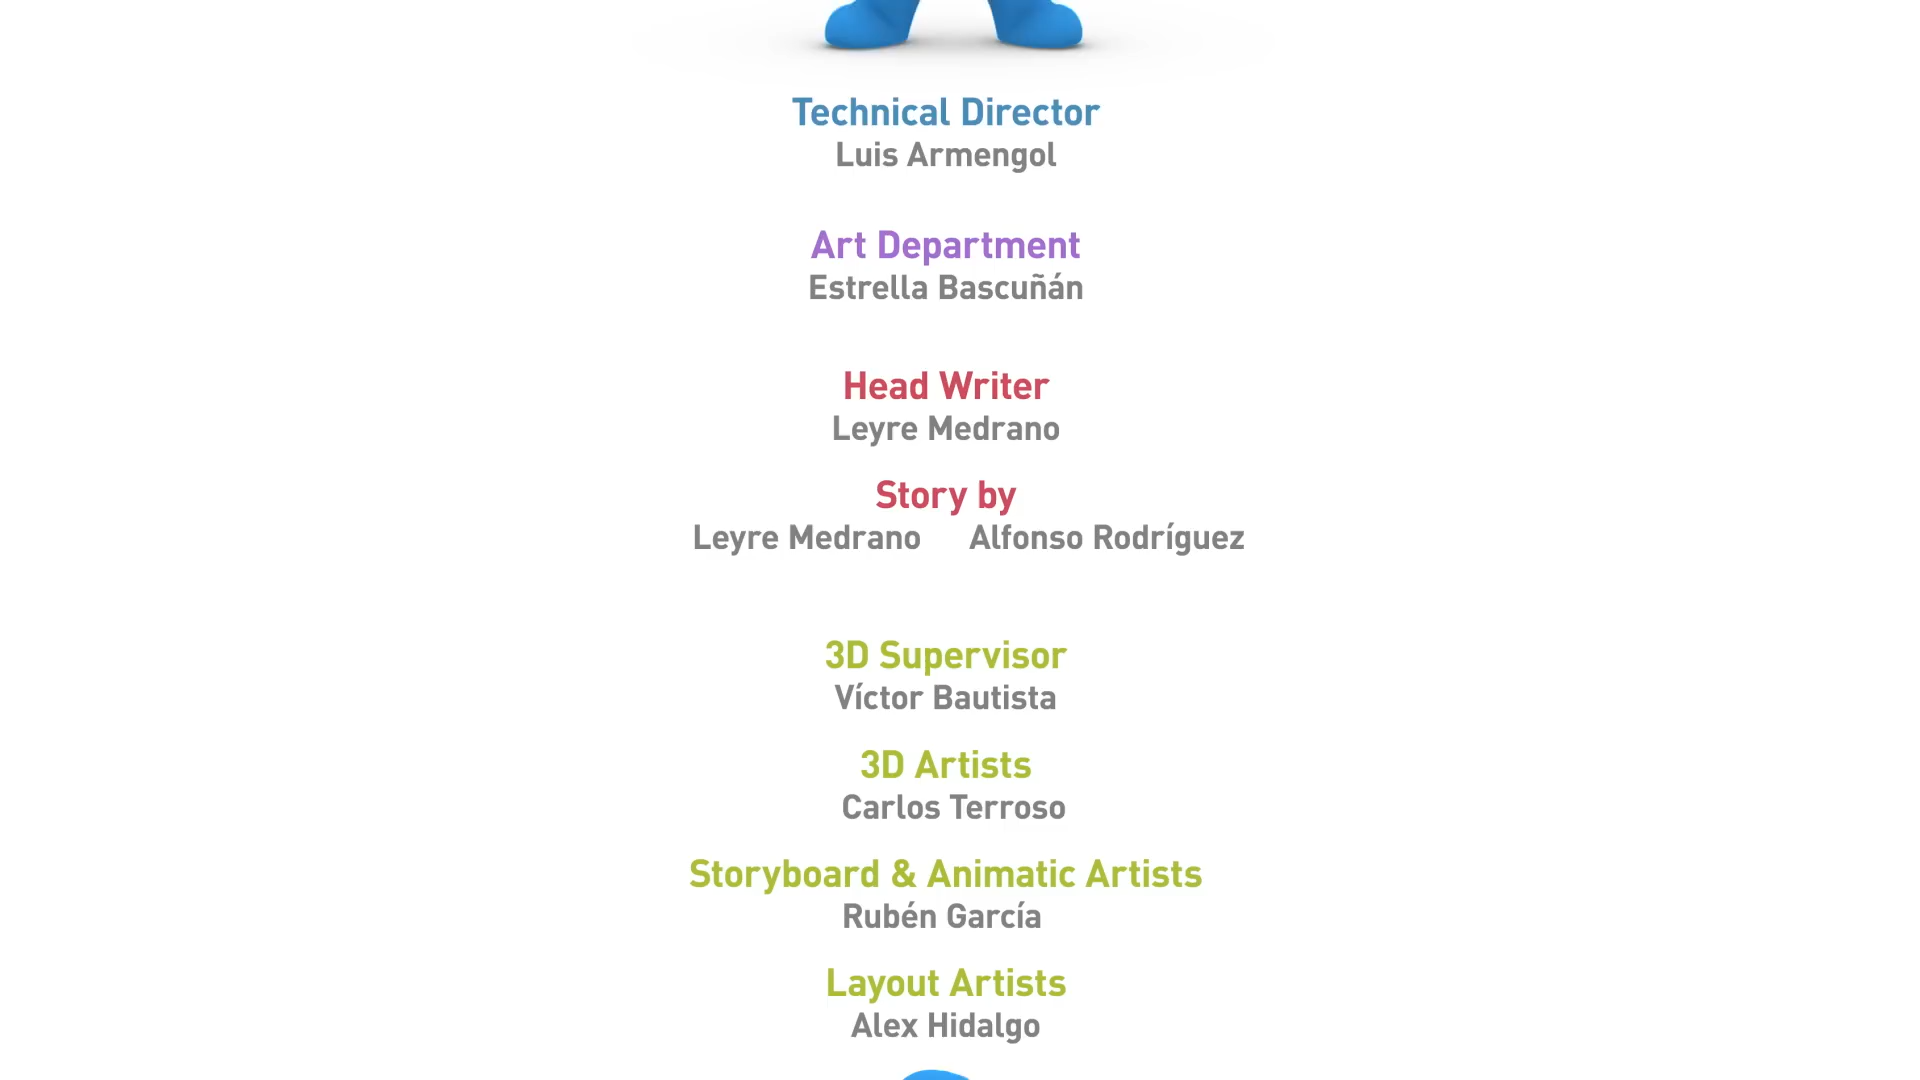 Technical Director
Luis Armengol
Art Department
Estrella Bascuñán
Head Writer
Leyre Medrano
Story by
Leyre Medrano Alfonso Rodríguez
3D Supervisor
Víctor Bautista
3D Artists
Carlos Terroso
Storyboard & Animatic Artists
Rubén García
Layout Artists
Alex Hidalgo